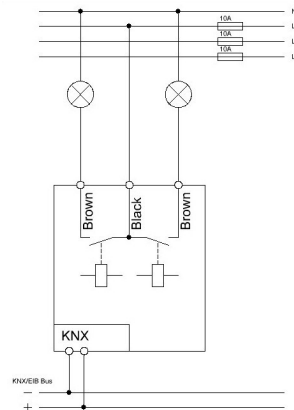 N
10A
L
10A
L
10A
L
Brown
Black
Brown
KNX
KNX/EIB Bus
−
+